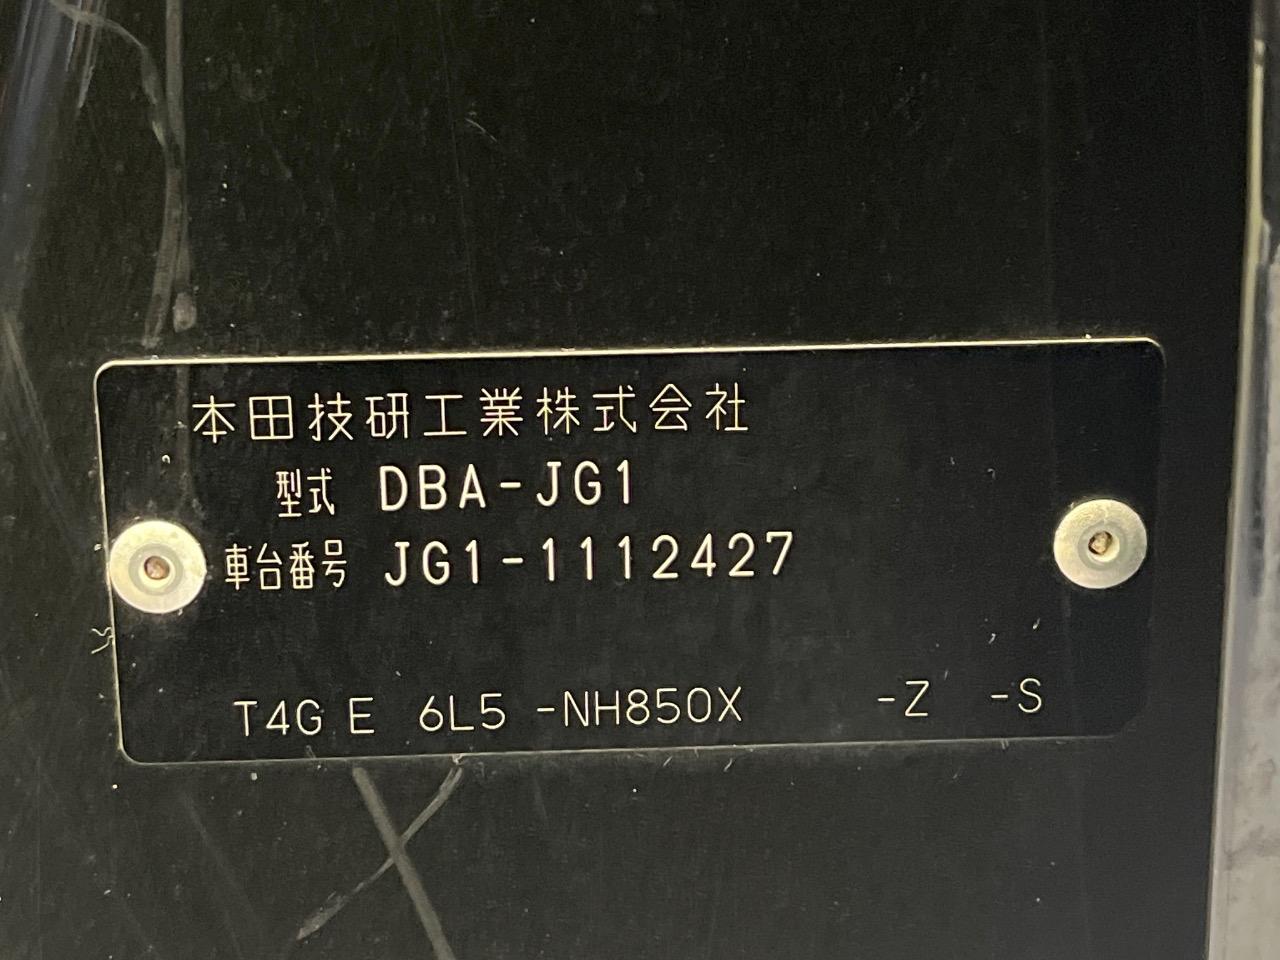 本田技研工業株式会社
型式 DBA-JG1
車台番号 JG1-1112427
T4G E 6L5 -NH850X -Z -S